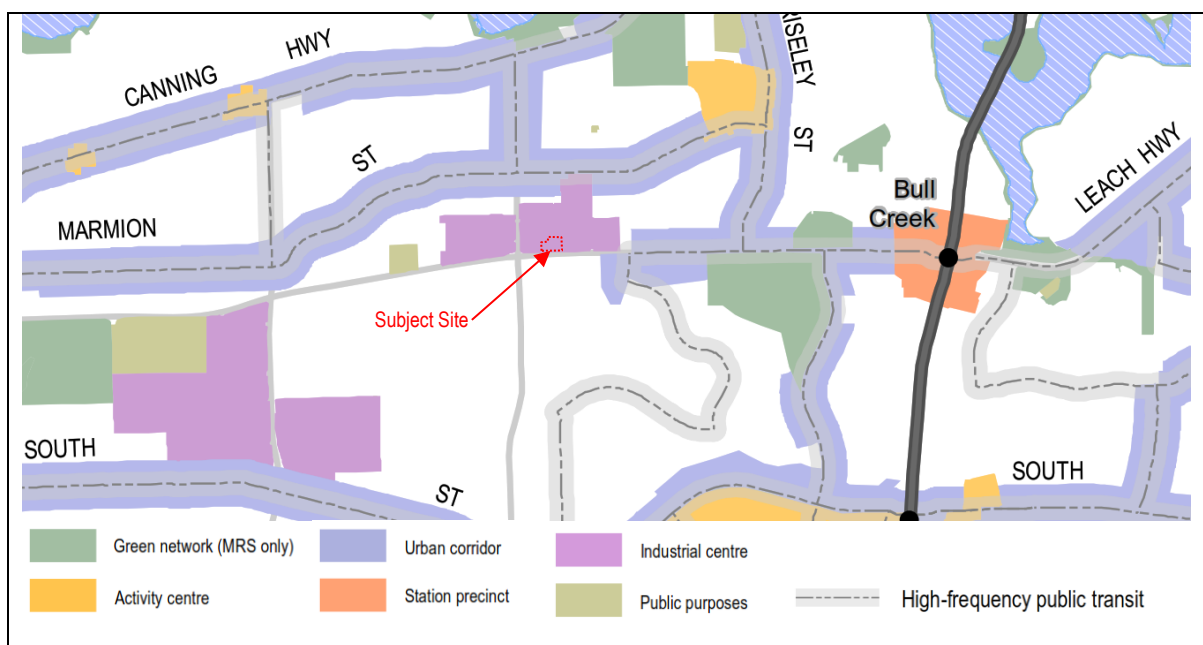 CANNING
HWY
RISELEY
ST
ST
MARMION
Bull
Creek
LEACH HWY
Subject Site
SOUTH
ST
SOUTH
Green network (MRS only)
Urban corridor
Industrial centre
Activity centre
Station precinct
Public purposes
High-frequency public transit